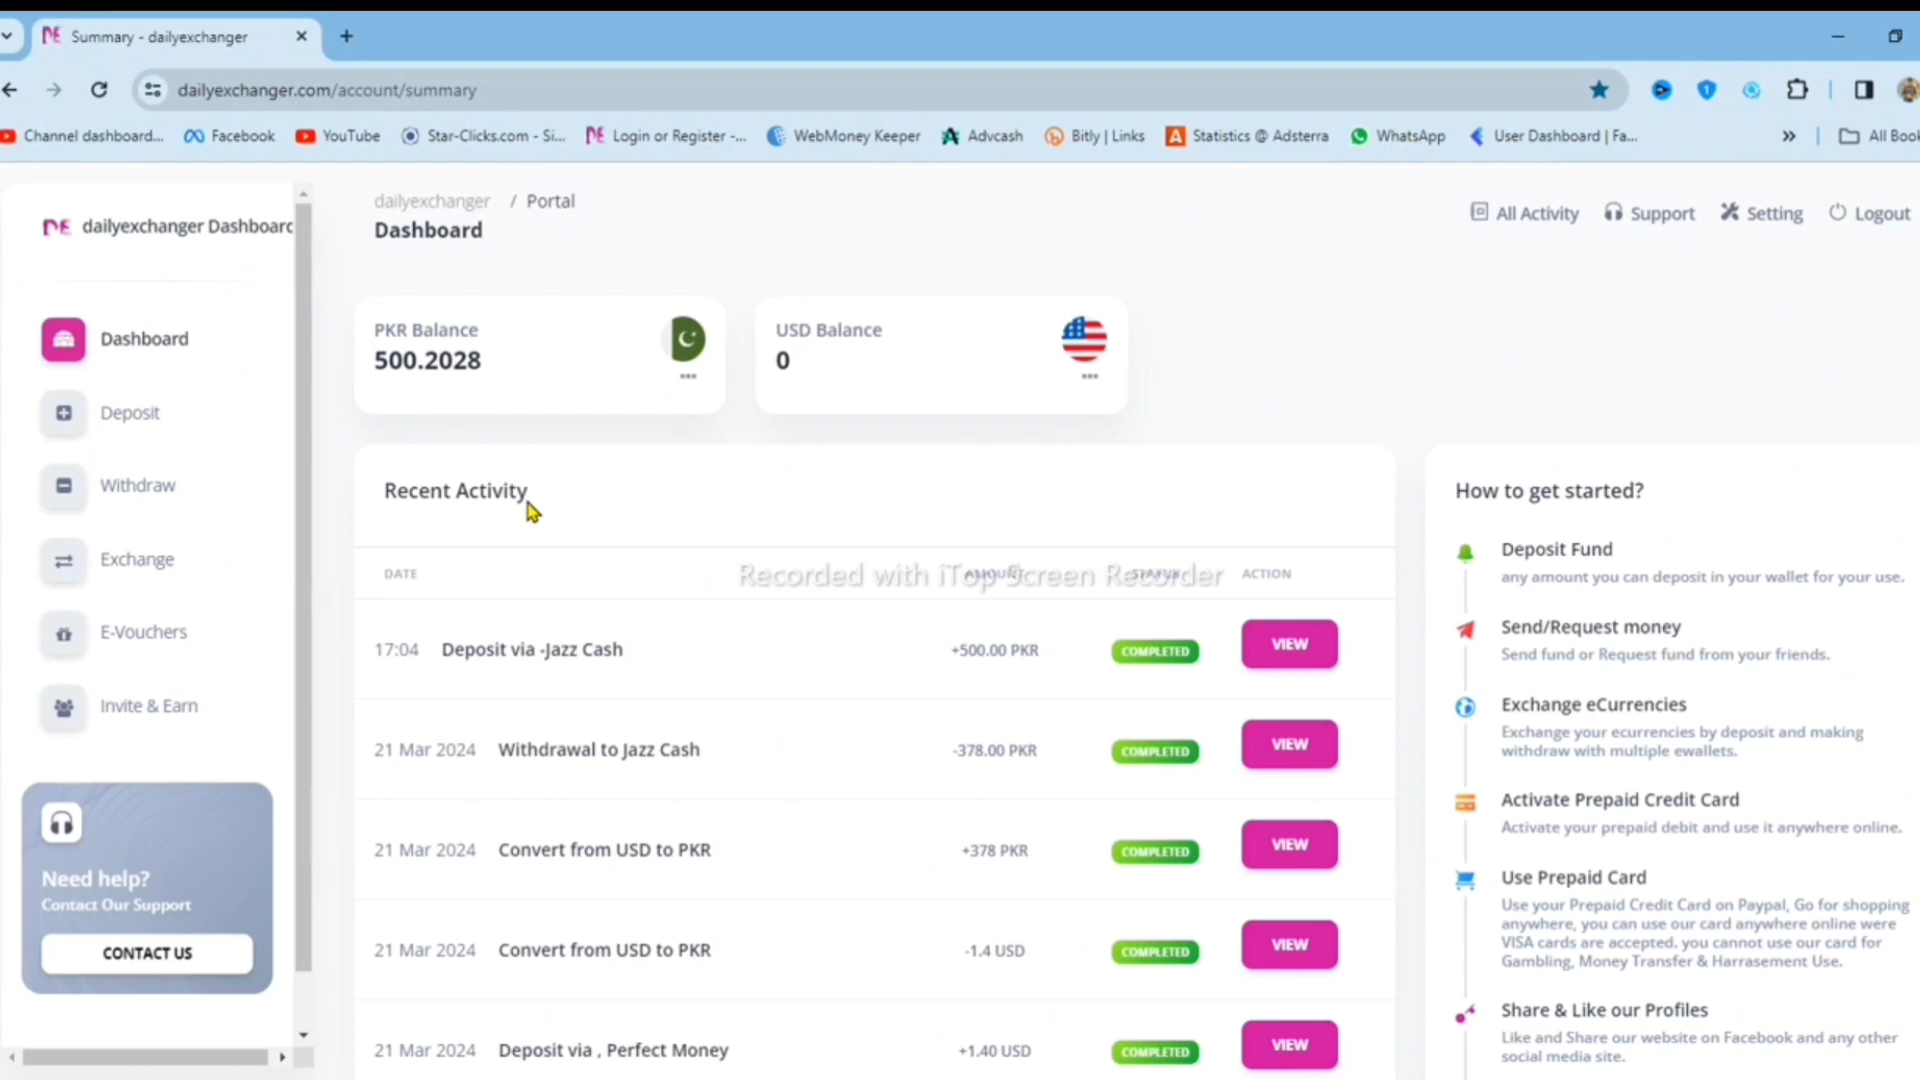 Summary - dailyexchanger
dailyexchanger.com/account/summary
Channel dashboard... Facebook YouTube Star-Clicks.com - Si... Login or Register -... WebMoney Keeper Advcash Bitly | Links Statistics @ Adsterra WhatsApp User Dashboard | Fa... » All Book
DE dailyexchanger Dashboard
dailyexchanger / Portal
Dashboard
All Activity Support Setting Logout
Dashboard
Deposit
Withdraw
Exchange
E-Vouchers
Invite & Earn
Need help?
Contact Our Support
CONTACT US
PKR Balance
500.2028
USD Balance
0
Recent Activity
DATE AMOUNT STATUS ACTION
Recorded with iTop Screen Recorder
17:04 Deposit via -Jazz Cash +500.00 PKR COMPLETED VIEW
21 Mar 2024 Withdrawal to Jazz Cash -378.00 PKR COMPLETED VIEW
21 Mar 2024 Convert from USD to PKR +378 PKR COMPLETED VIEW
21 Mar 2024 Convert from USD to PKR -1.4 USD COMPLETED VIEW
21 Mar 2024 Deposit via , Perfect Money +1.40 USD COMPLETED VIEW
How to get started?
Deposit Fund
any amount you can deposit in your wallet for your use.
Send/Request money
Send fund or Request fund from your friends.
Exchange eCurrencies
Exchange your ecurrencies by deposit and making
withdraw with multiple ewallets.
Activate Prepaid Credit Card
Activate your prepaid debit and use it anywhere online.
Use Prepaid Card
Use your Prepaid Credit Card on Paypal, Go for shopping
anywhere, you can use our card anywhere online were
VISA cards are accepted. you cannot use our card for
Gambling, Money Transfer & Harrasement Use.
Share & Like our Profiles
Like and Share our website on Facebook and any other
social media site.